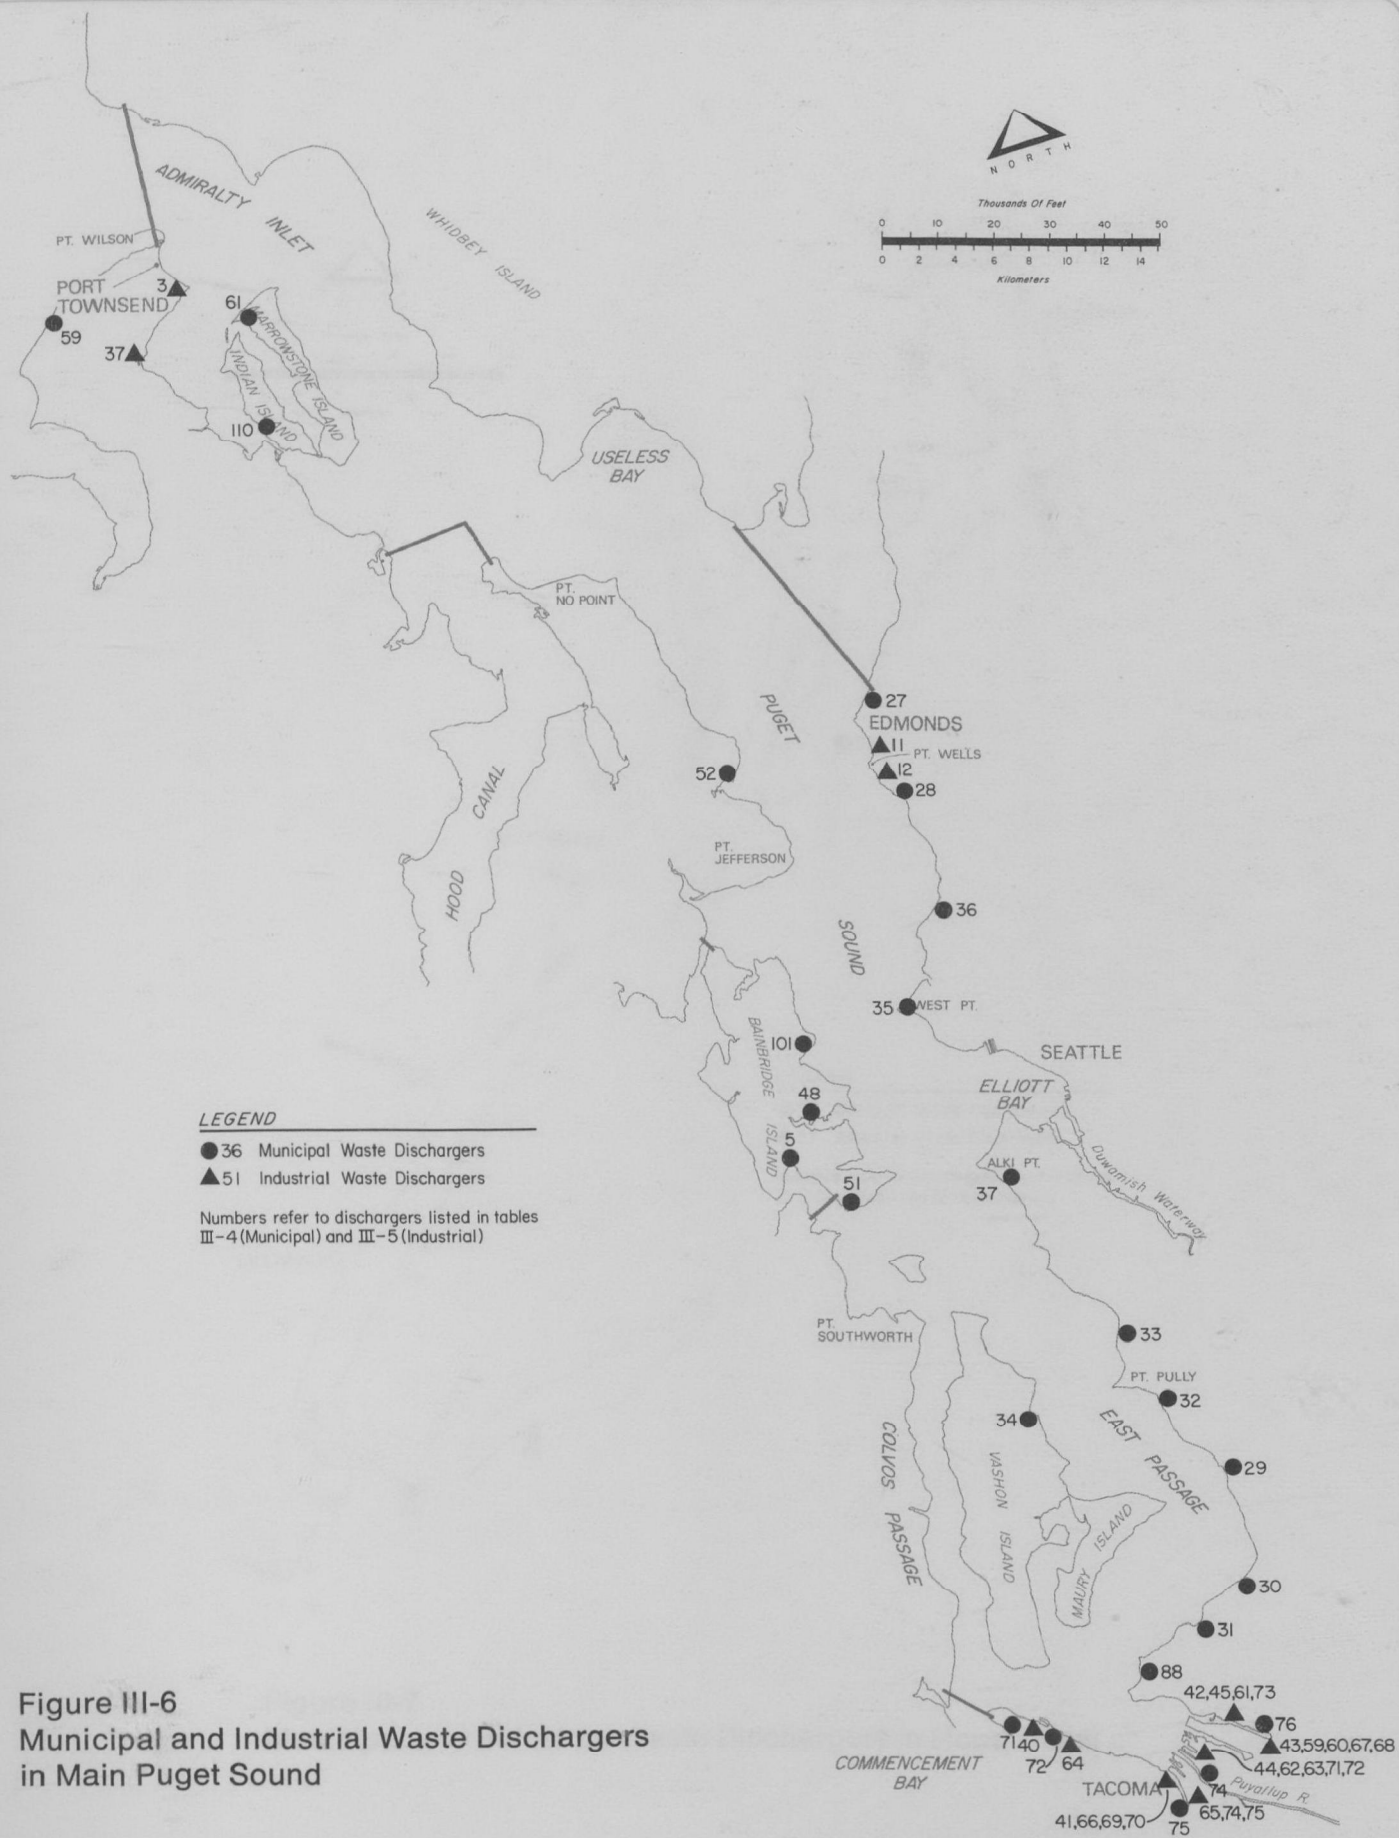 NORTH
Thousands Of Feet
0 10 20 30 40 50
0 2 4 6 8 10 12 14
Kilometers
ADMIRALTY INLET
WHIDBEY ISLAND
PT. WILSON
PORT
TOWNSEND
3
61
59
37
MARROWSTONE ISLAND
INDIAN ISLAND
110
USELESS
BAY
PT.
NO POINT
PUGET
27
EDMONDS
11
PT. WELLS
12
28
52
CANAL
HOOD
PT.
JEFFERSON
36
SOUND
35
WEST PT.
101
BAINBRIDGE
ISLAND
SEATTLE
ELLIOTT
BAY
48
5
51
ALKI PT.
37
Duwamish Waterway
LEGEND
36 Municipal Waste Dischargers
51 Industrial Waste Dischargers
Numbers refer to dischargers listed in tables
III-4(Municipal) and III-5(Industrial)
PT.
SOUTHWORTH
33
PT. PULLY
32
34
EAST PASSAGE
29
COLVOS PASSAGE
VASHON ISLAND
MAURY ISLAND
30
31
88
42,45,61,73
76
43,59,60,67,68
44,62,63,71,72
71
40
72
64
COMMENCEMENT
BAY
TACOMA
74
Puyallup R.
65,74,75
41,66,69,70
75
Figure III-6
Municipal and Industrial Waste Dischargers
in Main Puget Sound